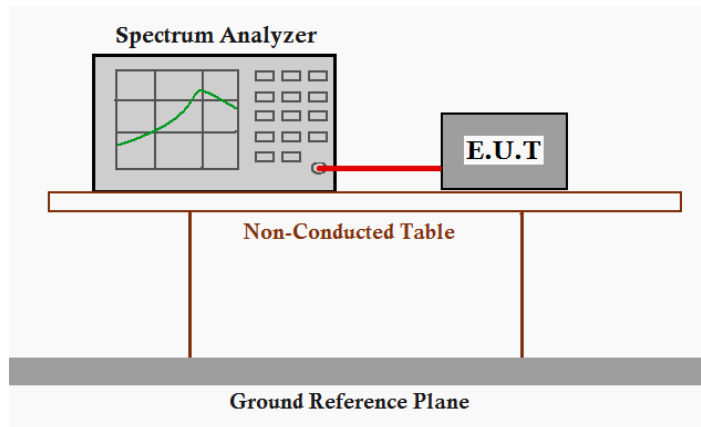 Spectrum Analyzer
E.U.T
Non-Conducted Table
Ground Reference Plane